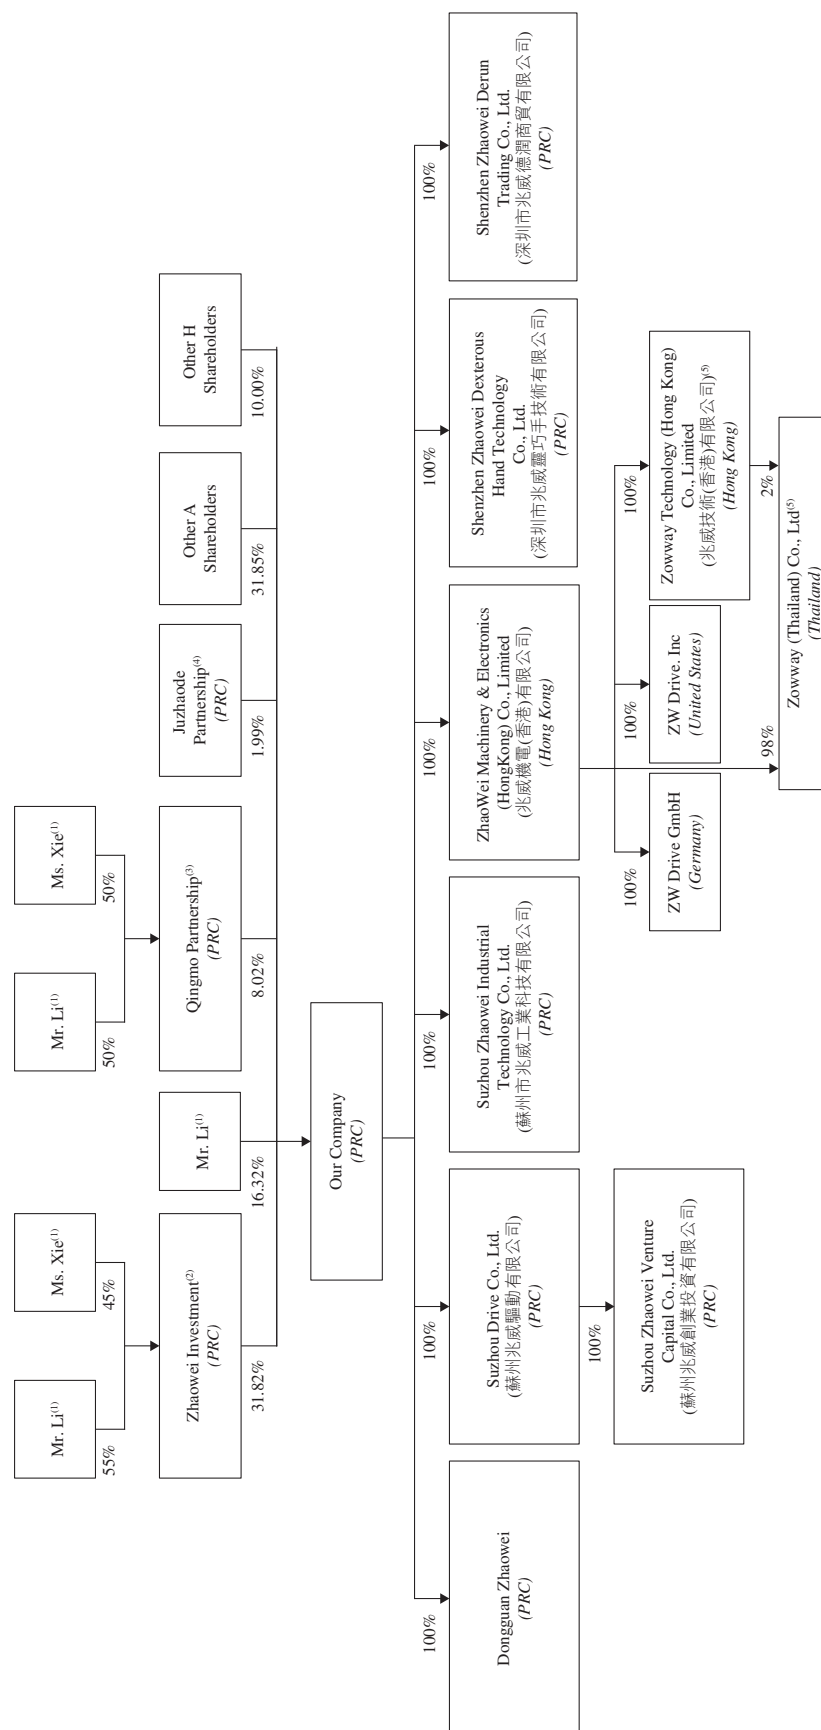 Mr. Li(1)
Ms. Xie(1)
Mr. Li(1)
Ms. Xie(1)
55%
45%
50%
50%
Zhaowei Investment(2)
(PRC)
Mr. Li(1)
Qingmo Partnership(3)
(PRC)
Juzhaode
Partnership(4)
(PRC)
Other A
Shareholders
Other H
Shareholders
31.82%
16.32%
8.02%
1.99%
31.85%
10.00%
Our Company
(PRC)
100%
100%
100%
100%
100%
100%
Dongguan Zhaowei
(PRC)
Suzhou Drive Co., Ltd.
(蘇州兆威驅動有限公司)
(PRC)
Suzhou Zhaowei Industrial
Technology Co., Ltd.
(蘇州市兆威工業科技有限公司)
(PRC)
ZhaoWei Machinery & Electronics
(HongKong) Co., Limited
(兆威機電(香港)有限公司)
(Hong Kong)
Shenzhen Zhaowei Dexterous
Hand Technology
Co., Ltd.
(深圳市兆威靈巧手技術有限公司)
(PRC)
Shenzhen Zhaowei Derun
Trading Co., Ltd.
(深圳市兆威德潤商貿有限公司)
(PRC)
100%
100%
100%
100%
Suzhou Zhaowei Venture
Capital Co., Ltd.
(蘇州兆威創業投資有限公司)
(PRC)
ZW Drive GmbH
(Germany)
ZW Drive. Inc
(United States)
Zowway Technology (Hong Kong)
Co., Limited
(兆威技術(香港)有限公司)(5)
(Hong Kong)
98%
2%
Zowway (Thailand) Co., Ltd(5)
(Thailand)